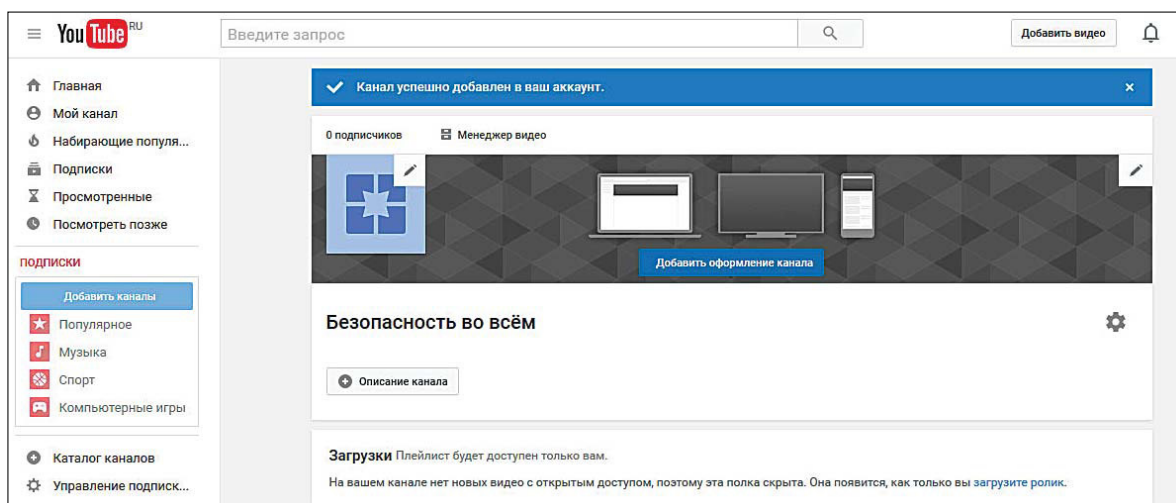 YouTube RU
Введите запрос
Добавить видео
Главная
Мой канал
Набирающие популя...
Подписки
Просмотренные
Посмотреть позже
ПОДПИСКИ
Добавить каналы
Популярное
Музыка
Спорт
Компьютерные игры
Каталог каналов
Управление подписк...
Канал успешно добавлен в ваш аккаунт.
0 подписчиков
Менеджер видео
Добавить оформление канала
Безопасность во всём
Описание канала
Загрузки Плейлист будет доступен только вам.
На вашем канале нет новых видео с открытым доступом, поэтому эта полка скрыта. Она появится, как только вы загрузите ролик.